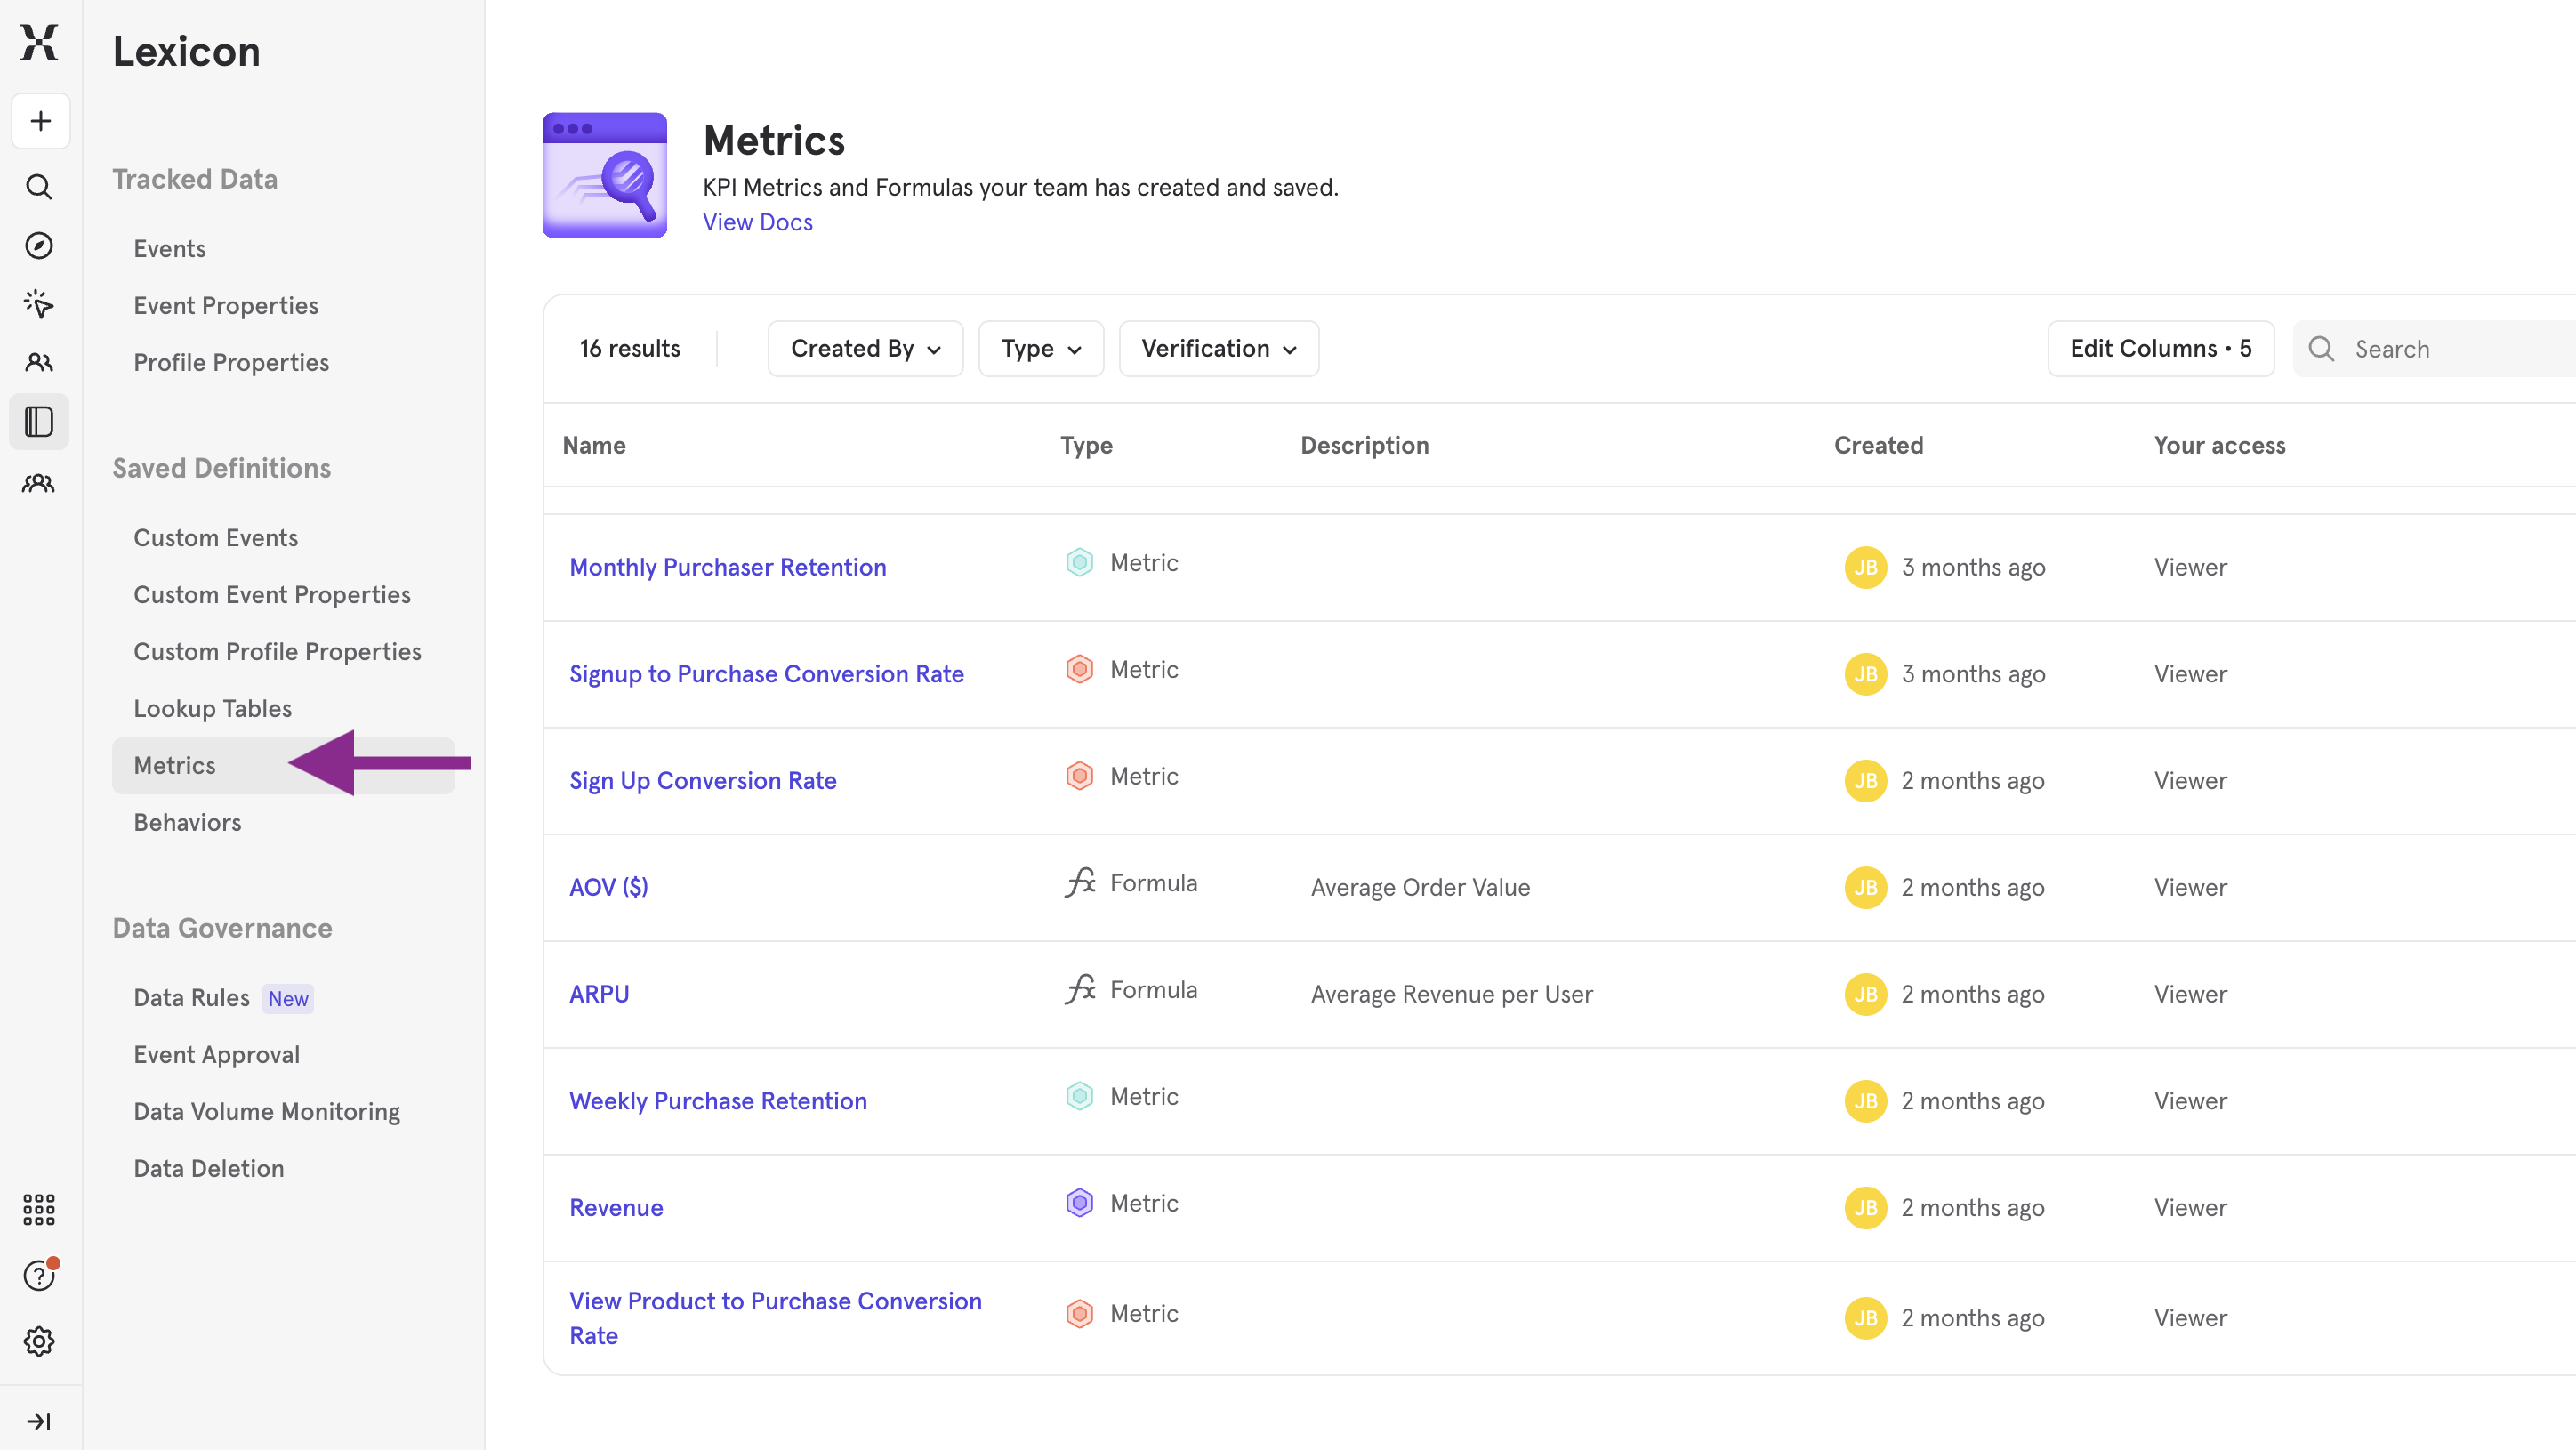 Lexicon
Tracked Data
Events
Event Properties
Profile Properties
Saved Definitions
Custom Events
Custom Event Properties
Custom Profile Properties
Lookup Tables
Metrics
Behaviors
Data Governance
Data Rules New
Event Approval
Data Volume Monitoring
Data Deletion
Metrics
KPI Metrics and Formulas your team has created and saved.
View Docs
16 results Created By Type Verification Edit Columns • 5 Search
Name Type Description Created Your access
Monthly Purchaser Retention Metric JB 3 months ago Viewer
Signup to Purchase Conversion Rate Metric JB 3 months ago Viewer
Sign Up Conversion Rate Metric JB 2 months ago Viewer
AOV ($) Formula Average Order Value JB 2 months ago Viewer
ARPU Formula Average Revenue per User JB 2 months ago Viewer
Weekly Purchase Retention Metric JB 2 months ago Viewer
Revenue Metric JB 2 months ago Viewer
View Product to Purchase Conversion
Rate Metric JB 2 months ago Viewer